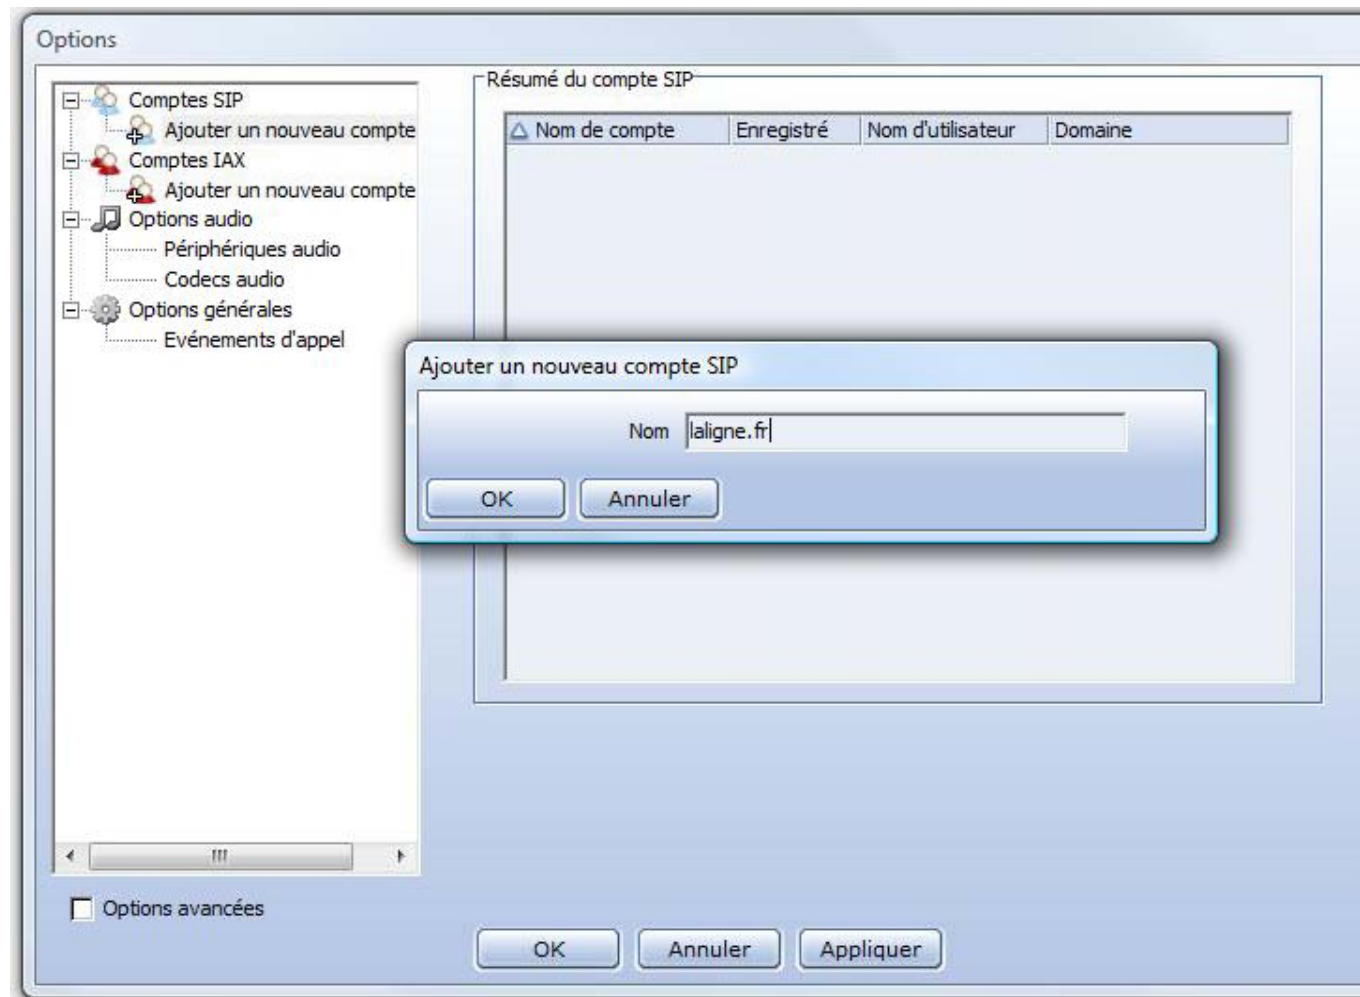 Options
Comptes SIP
Ajouter un nouveau compte
Comptes IAX
Ajouter un nouveau compte
Options audio
Périphériques audio
Codecs audio
Options générales
Evénements d'appel
Résumé du compte SIP
Nom de compte Enregistré Nom d'utilisateur Domaine
Ajouter un nouveau compte SIP
Nom laligne.fr
OK Annuler
Options avancées
OK Annuler Appliquer